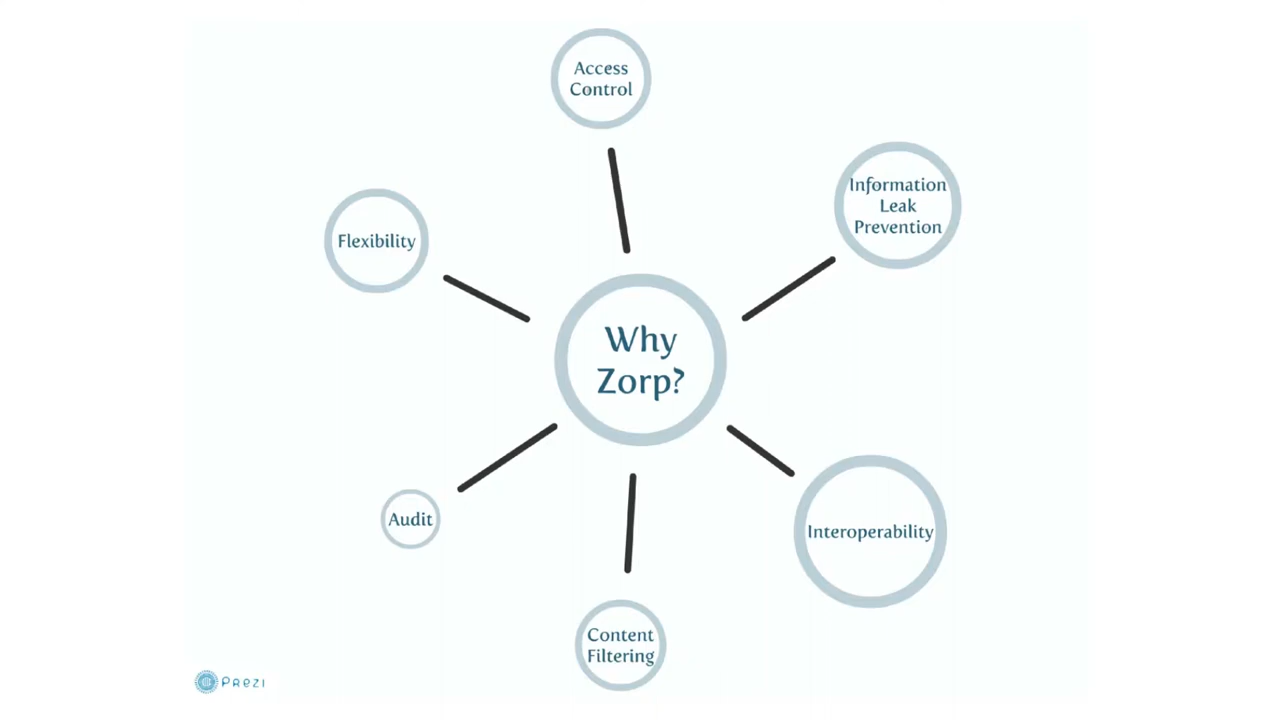 Access
Control
Information
Leak
Prevention
Flexibility
Why
Zorp?
Audit
Interoperability
Content
Filtering
Prezi